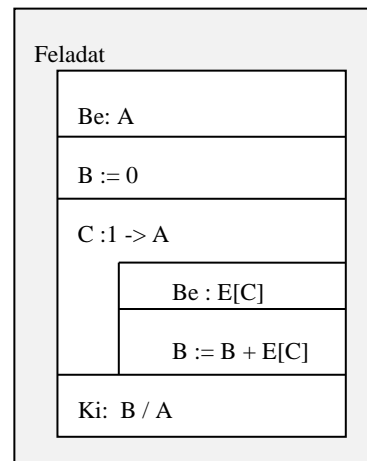 Feladat
Be: A
B := 0
C :1 -> A
Be : E[C]
B := B + E[C]
Ki:  B / A